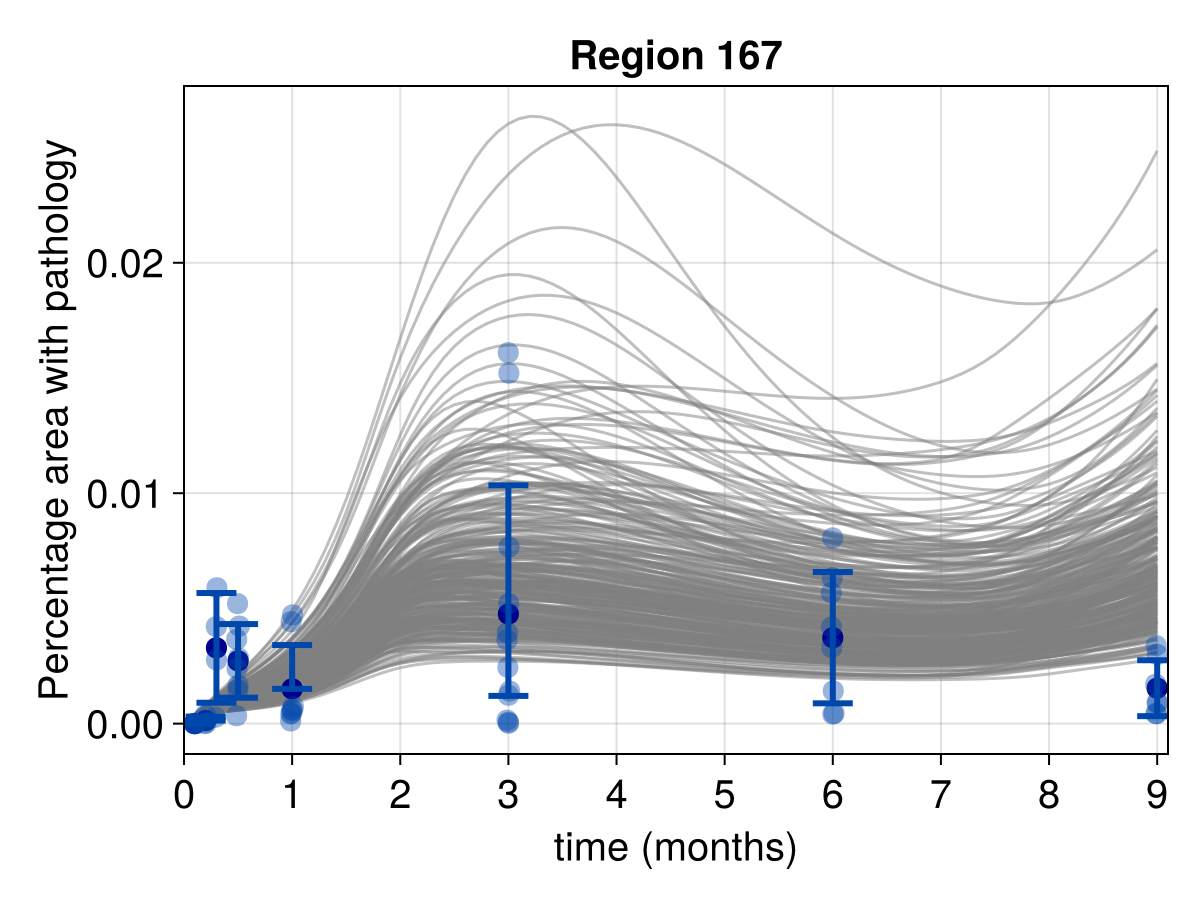 Region 167
Percentage area with pathology
0.02
0.01
0.00
0 1 2 3 4 5 6 7 8 9
time (months)